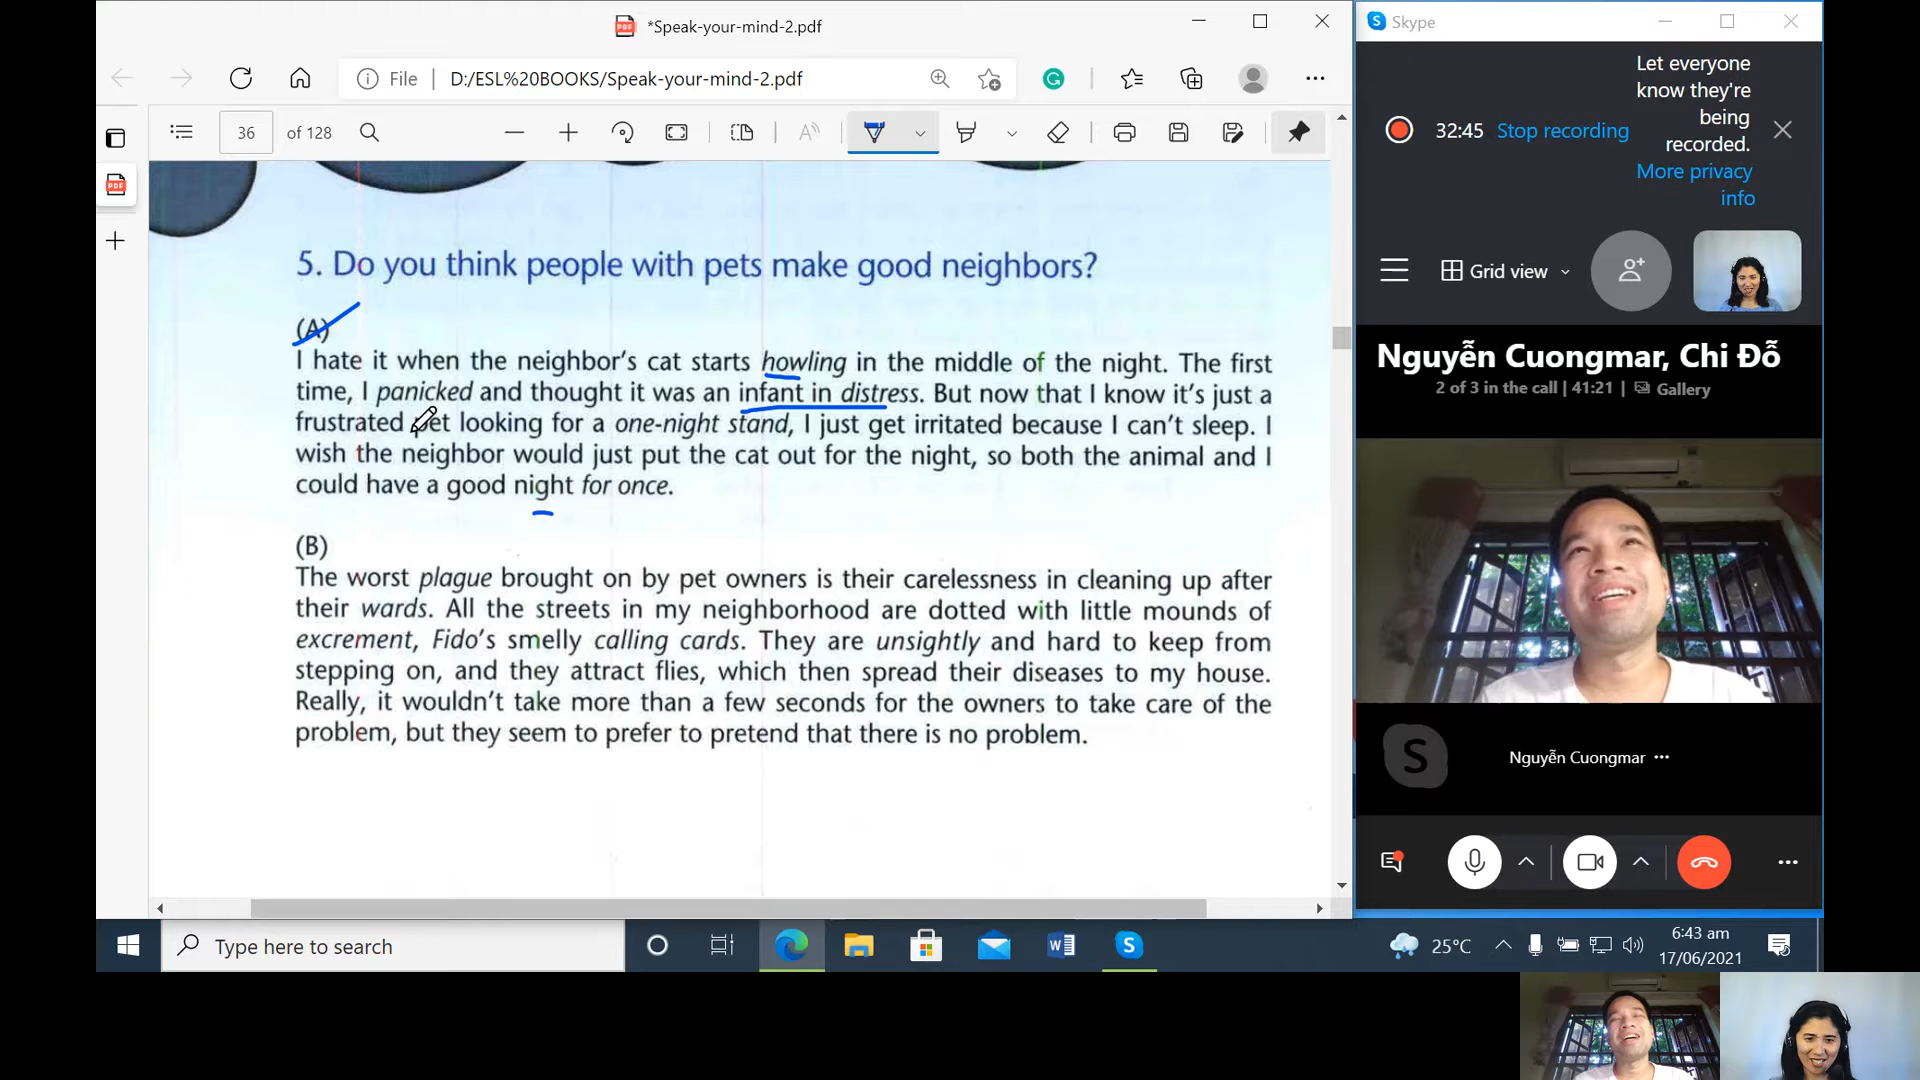 *Speak-your-mind-2.pdf
File
D:/ESL%20BOOKS/Speak-your-mind-2.pdf
36 of 128
5. Do you think people with pets make good neighbors?
(A)
I hate it when the neighbor's cat starts howling in the middle of the night. The first
time, I panicked and thought it was an infant in distress. But now that I know it's just a
frustrated pet looking for a one-night stand, I just get irritated because I can't sleep. I
wish the neighbor would just put the cat out for the night, so both the animal and I
could have a good night for once.
(B)
The worst plague brought on by pet owners is their carelessness in cleaning up after
their wards. All the streets in my neighborhood are dotted with little mounds of
excrement, Fido's smelly calling cards. They are unsightly and hard to keep from
stepping on, and they attract flies, which then spread their diseases to my house.
Really, it wouldn't take more than a few seconds for the owners to take care of the
problem, but they seem to prefer to pretend that there is no problem.
Skype
32:45 Stop recording
Let everyone
know they're
being
recorded.
More privacy
info
Grid view
Nguyễn Cuongmar, Chi Đỗ
2 of 3 in the call | 41:21 | Gallery
S
Nguyễn Cuongmar
Type here to search
25°C
6:43 am
17/06/2021